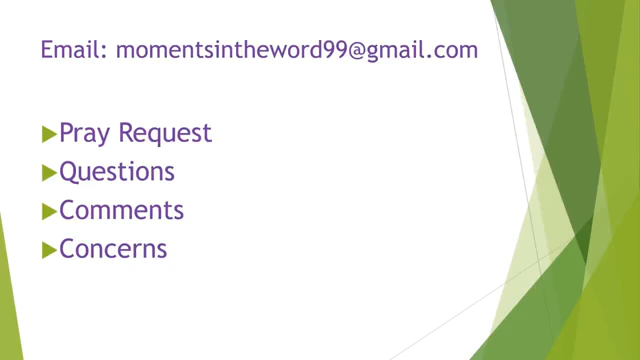 Email: momentsintheword99@gmail.com
Pray Request
Questions
Comments
Concerns